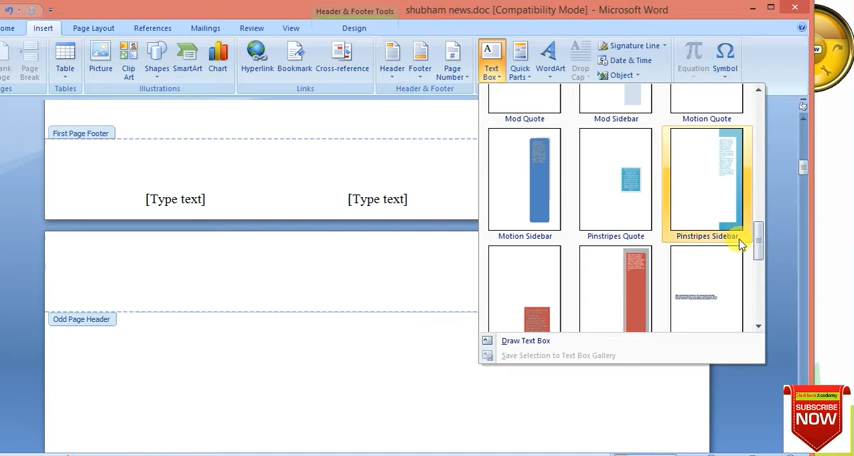 Header & Footer Tools
shubham news.doc [Compatibility Mode] - Microsoft Word
ome Insert Page Layout References Mailings Review View Design
Page Break
Table
Picture
Clip Art
Shapes
SmartArt
Chart
Hyperlink
Bookmark
Cross-reference
Header
Footer
Page Number
Text Box
Quick Parts
WordArt
Drop Cap
Signature Line
Date & Time
Object
Equation
Symbol
ges
Tables
Illustrations
Links
Header & Footer
Mod Quote
Mod Sidebar
Motion Quote
First Page Footer
[Type text] [Type text]
Motion Sidebar
Pinstripes Quote
Pinstripes Sidebar
Odd Page Header
Draw Text Box
Save Selection to Text Box Gallery
SUBSCRIBE
NOW